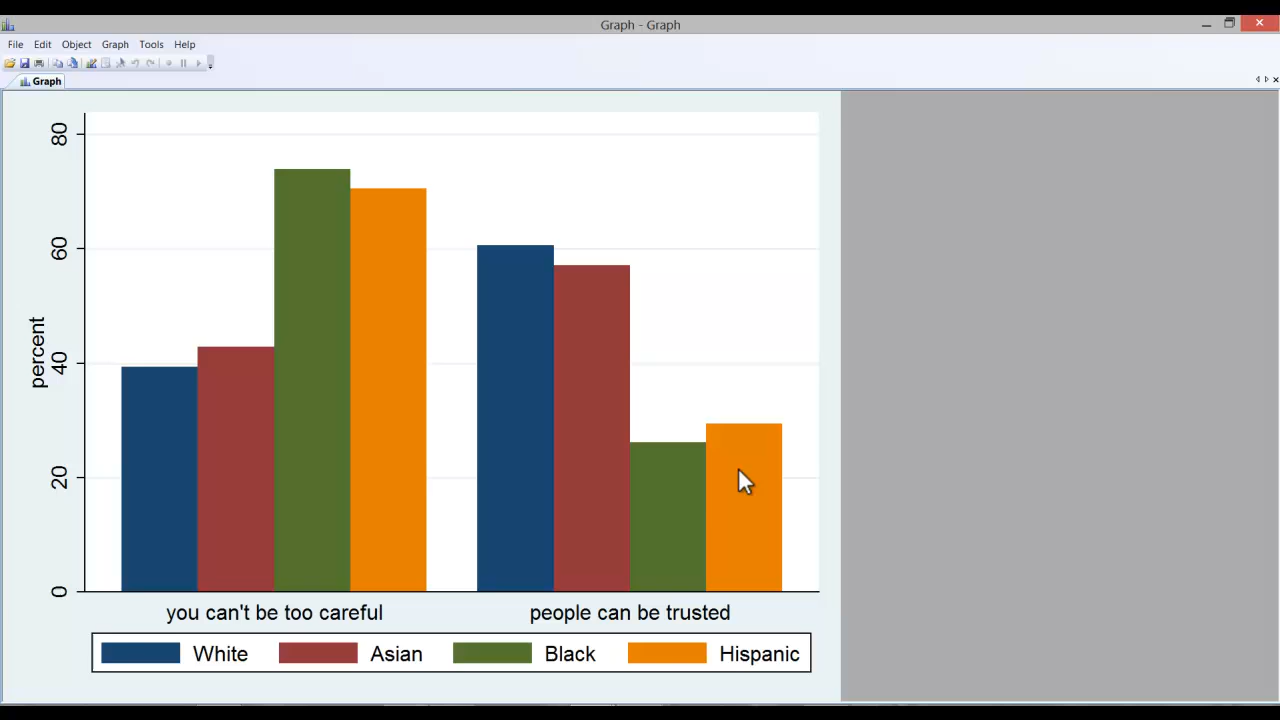 Graph - Graph
File Edit Object Graph Tools Help
Graph
80
60
40
20
0
percent
you can't be too careful people can be trusted
White Asian Black Hispanic